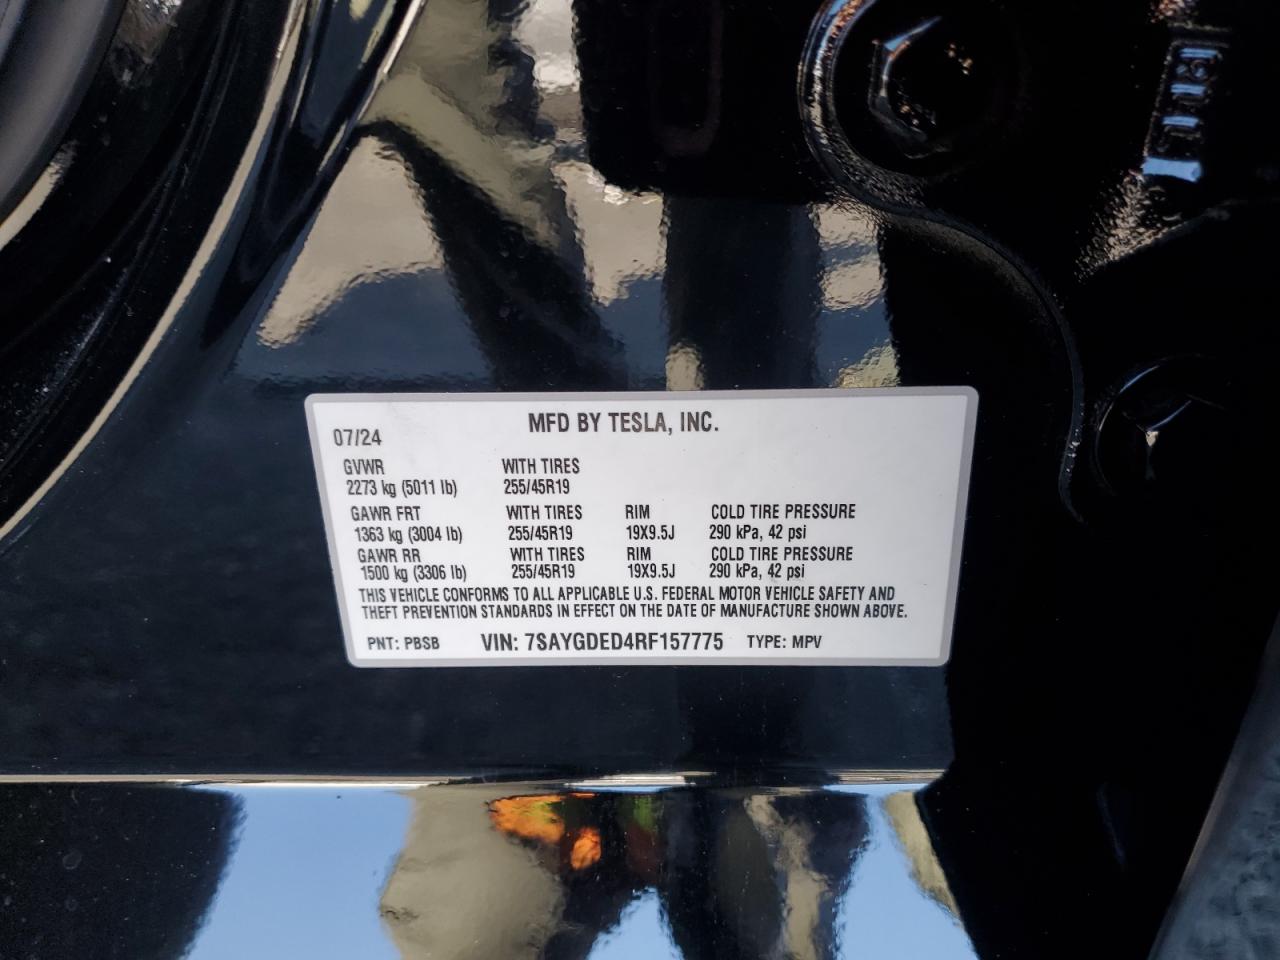 MFD BY TESLA, INC.
07/24
GVWR WITH TIRES
2273 kg (5011 lb) 255/45R19
GAWR FRT WITH TIRES RIM COLD TIRE PRESSURE
1363 kg (3004 lb) 255/45R19 19X9.5J 290 kPa, 42 psi
GAWR RR WITH TIRES RIM COLD TIRE PRESSURE
1500 kg (3306 lb) 255/45R19 19X9.5J 290 kPa, 42 psi
THIS VEHICLE CONFORMS TO ALL APPLICABLE U.S. FEDERAL MOTOR VEHICLE SAFETY AND
THEFT PREVENTION STANDARDS IN EFFECT ON THE DATE OF MANUFACTURE SHOWN ABOVE.
PNT: PBSB VIN: 7SAYGDED4RF157775 TYPE: MPV